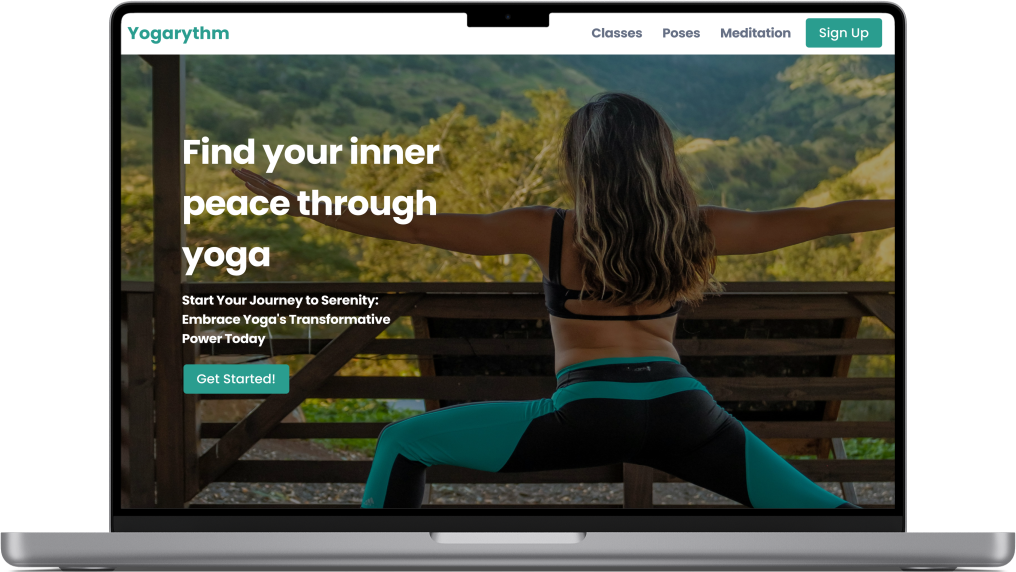 Yogarythm
Classes Poses Meditation Sign Up
Find your inner
peace through
yoga
Start Your Journey to Serenity:
Embrace Yoga's Transformative
Power Today
Get Started!